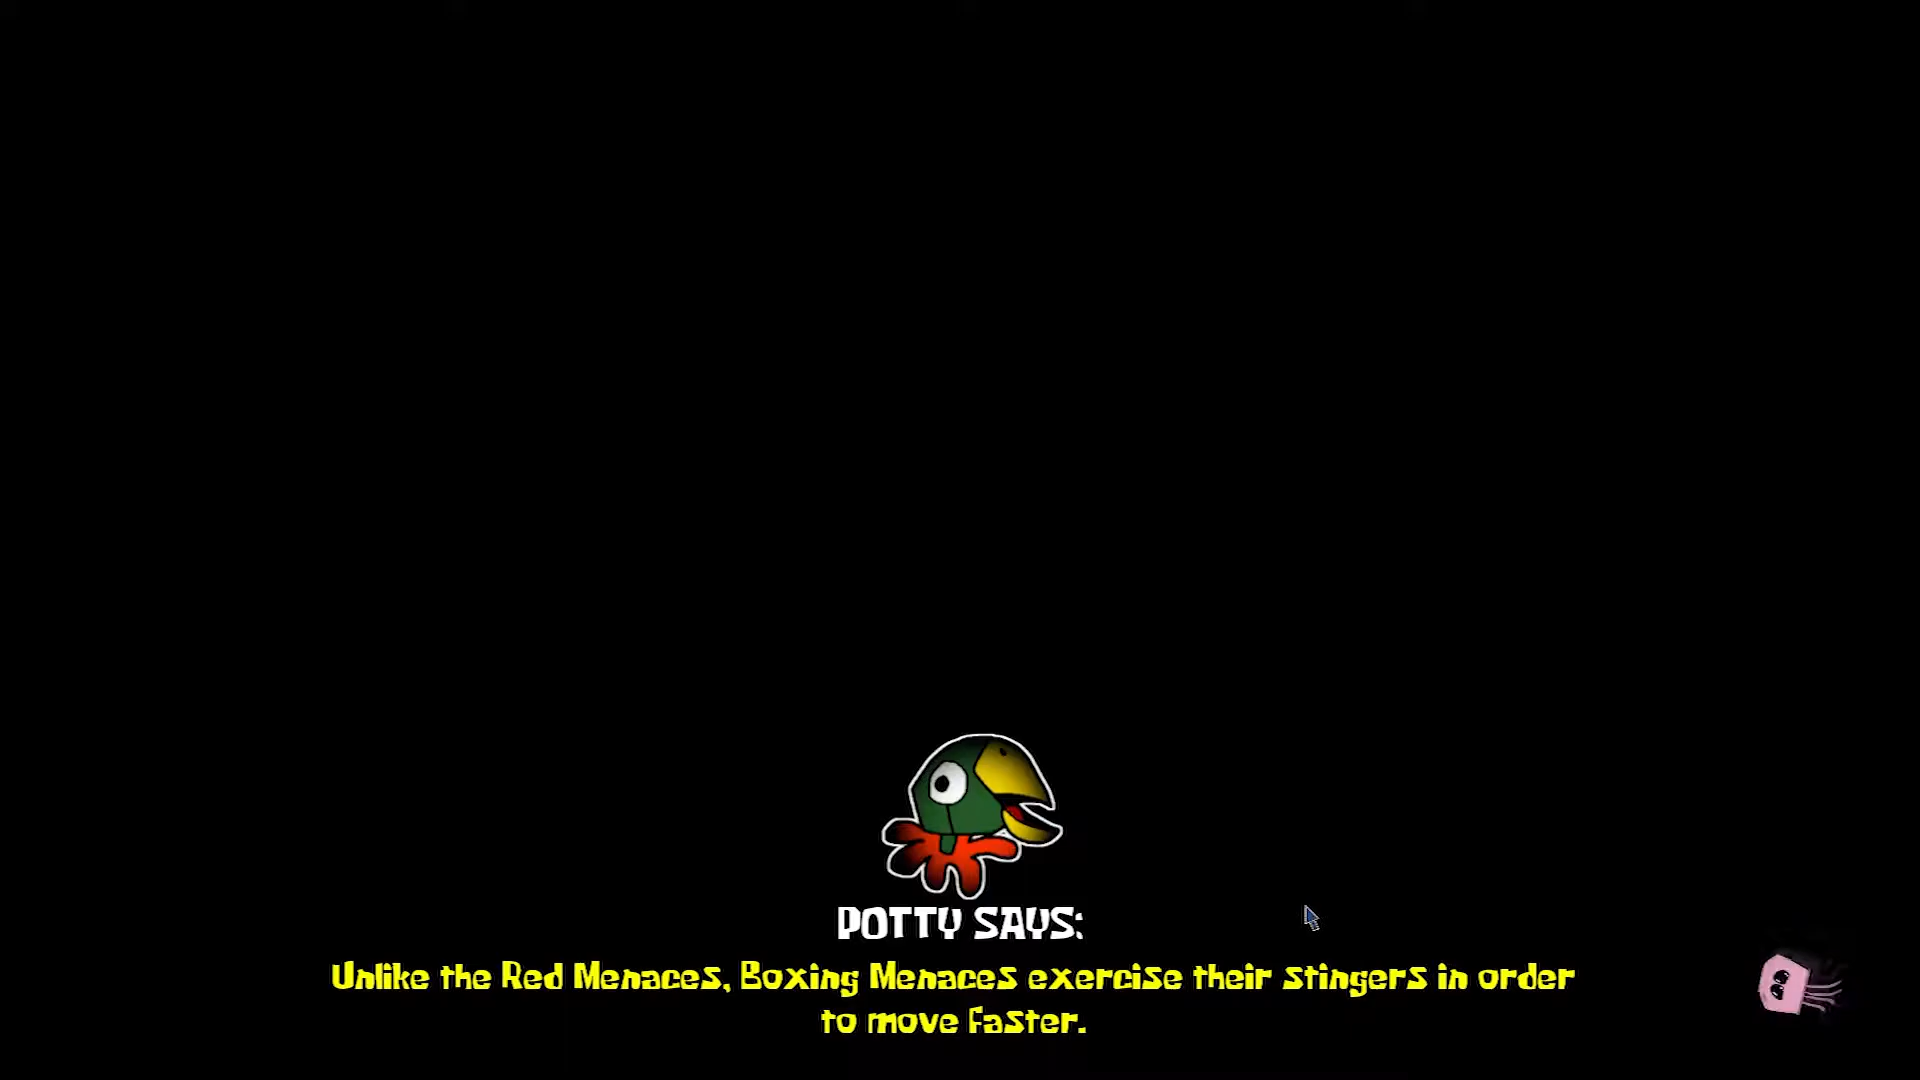 POTTY SAYS:
Unlike the Red Menaces, Boxing Menaces exercise their stingers in order
to move faster.